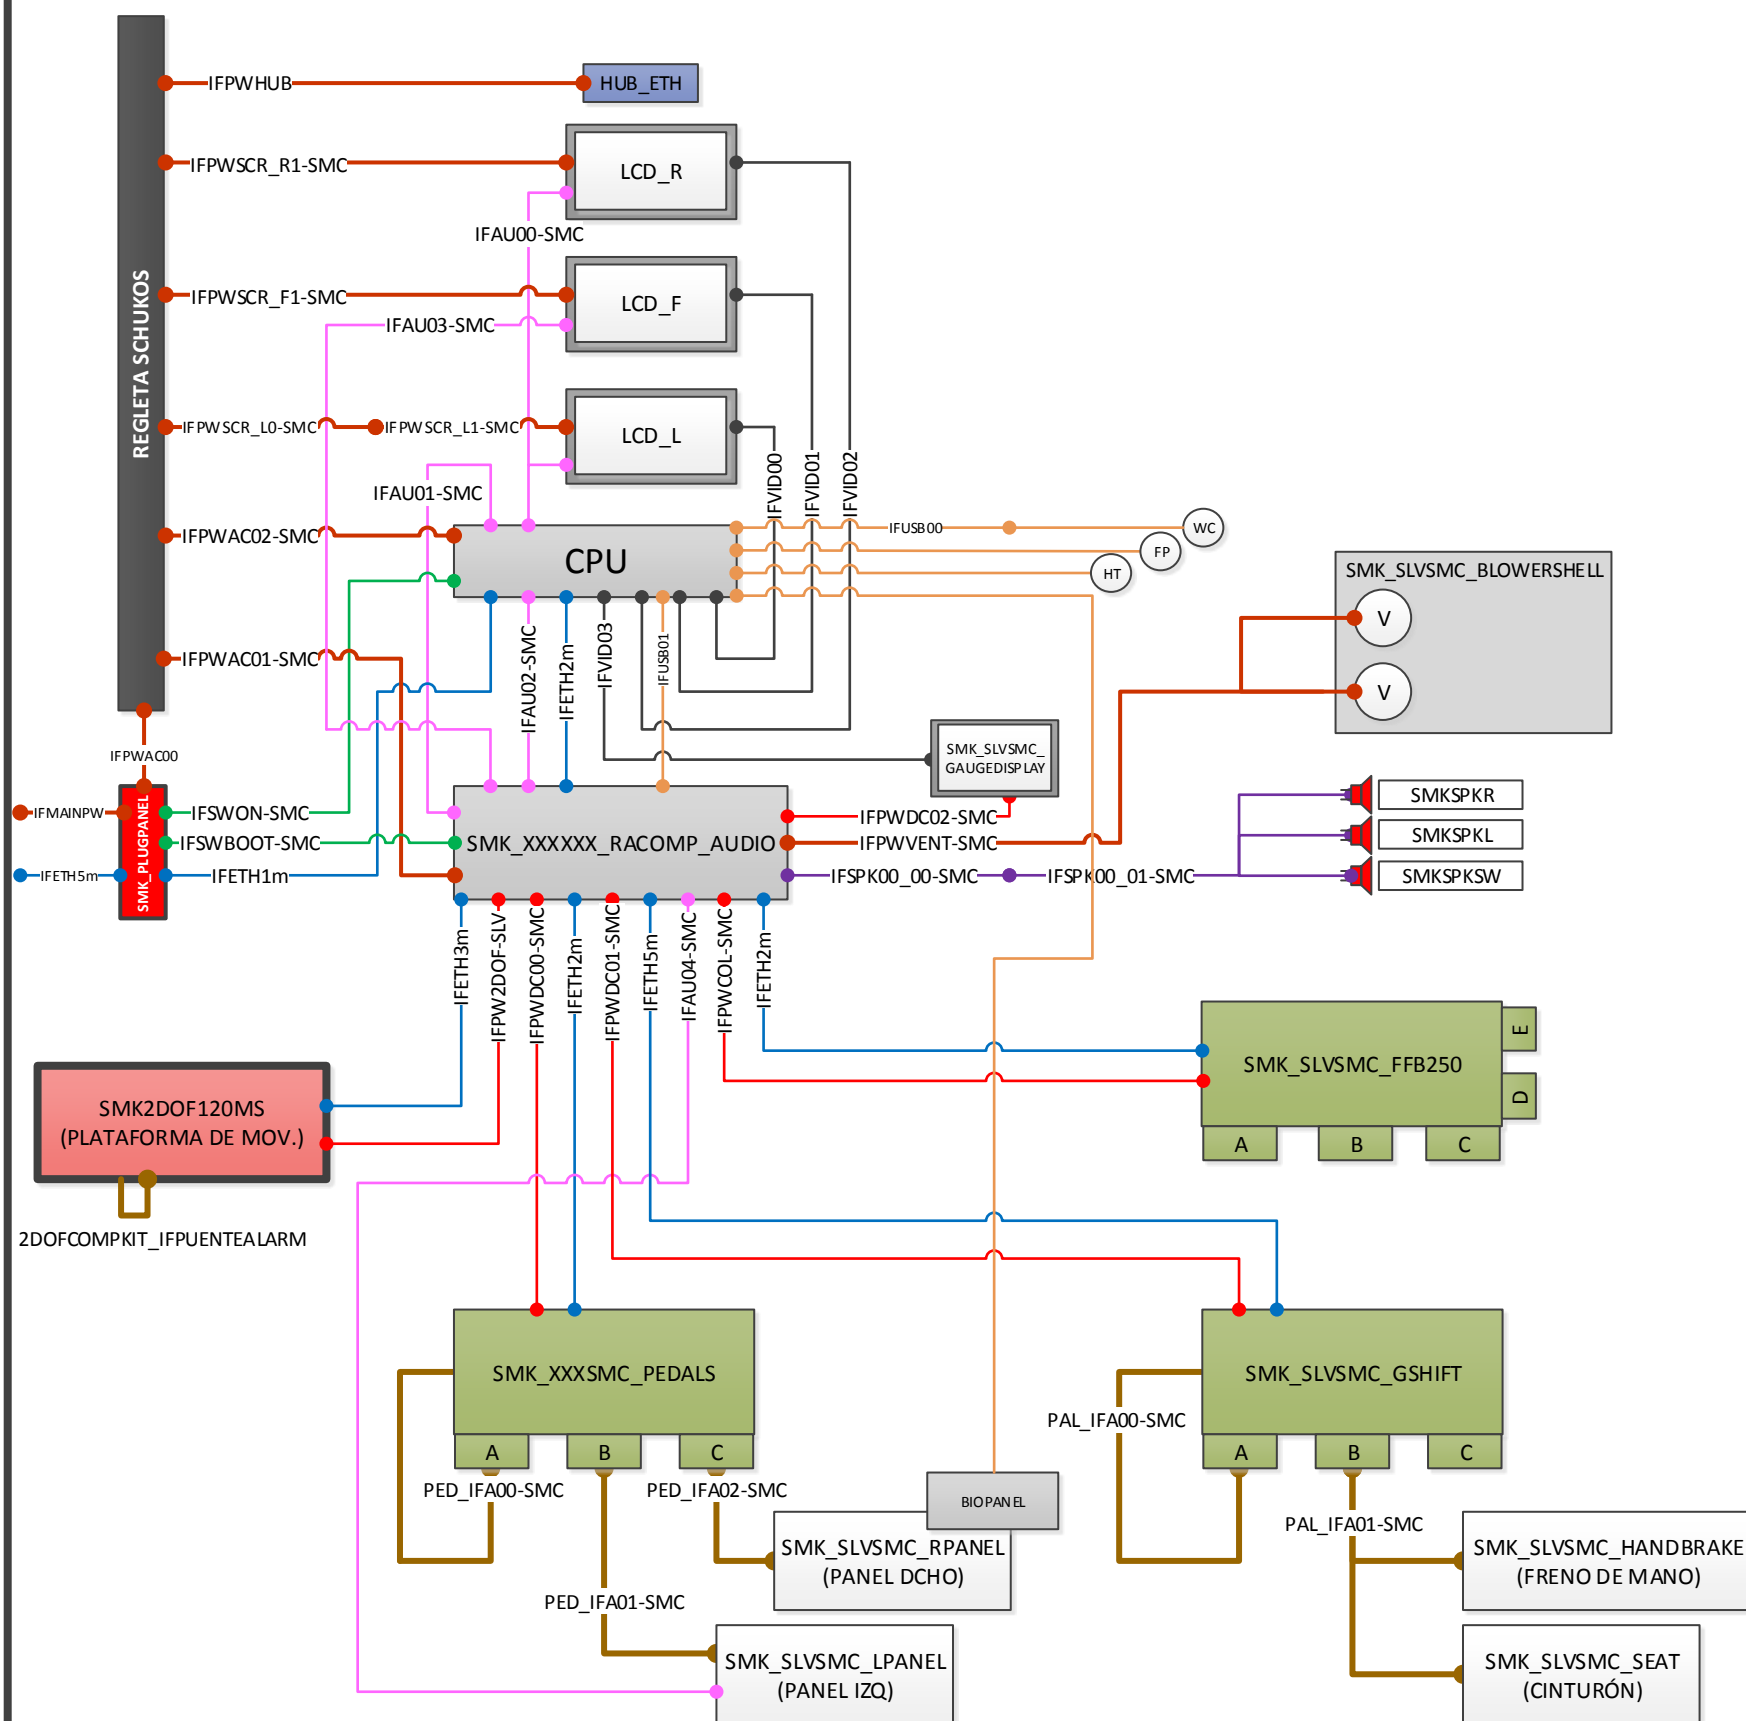 REGLETA SCHUKOS
IFPWHUB
HUB_ETH
IFPWSCR_R1-SMC
LCD_R
IFAU00-SMC
IFPWSCR_F1-SMC
LCD_F
IFAU03-SMC
IFPWSCR_L0-SMC
IFPWSCR_L1-SMC
LCD_L
IFVID00
IFVID01
IFVID02
IFAU01-SMC
IFPWAC02-SMC
CPU
IFUSB00
WC
FP
HT
SMK_SLVSMC_BLOWERSHELL
V
V
IFPWAC01-SMC
IFAU02-SMC
IFETH2m
IFVID03
IFUSB01
IFPWAC00
SMK_SLVSMC_
GAUGEDISPLAY
IFMAINPW
SMK_PLUGPANEL
IFSWON-SMC
IFSWBOOT-SMC
IFETH5m
IFETH1m
SMK_XXXXXX_RACOMP_AUDIO
IFPWDC02-SMC
IFPWVENT-SMC
IFSPK00_00-SMC
IFSPK00_01-SMC
SMKSPKR
SMKSPKL
SMKSPKSW
IFETH3m
IFPW2DOF-SLV
IFPWDC00-SMC
IFETH2m
IFPWDC01-SMC
IFETH5m
IFAU04-SMC
IFPWCOL-SMC
IFETH2m
SMK2DOF120MS
(PLATAFORMA DE MOV.)
2DOFCOMPKIT_IFPUENTEALARM
SMK_SLVSMC_FFB250
E
D
A
B
C
SMK_XXXSMC_PEDALS
A
B
C
PED_IFA00-SMC
PED_IFA02-SMC
PED_IFA01-SMC
SMK_SLVSMC_GSHIFT
PAL_IFA00-SMC
A
B
C
PAL_IFA01-SMC
BIOPANEL
SMK_SLVSMC_RPANEL
(PANEL DCHO)
SMK_SLVSMC_HANDBRAKE
(FRENO DE MANO)
SMK_SLVSMC_LPANEL
(PANEL IZQ)
SMK_SLVSMC_SEAT
(CINTURÓN)